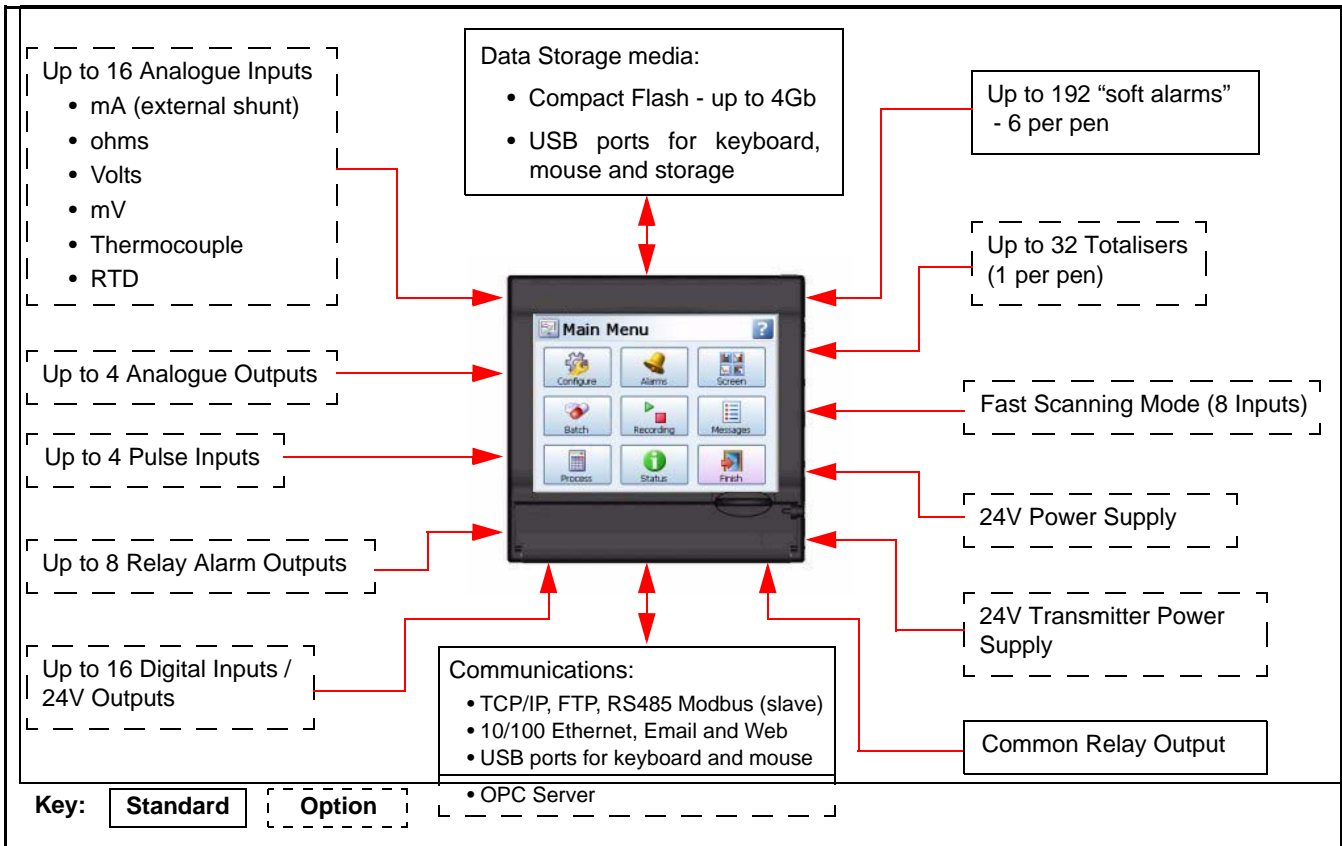 Up to 16 Analogue Inputs
• mA (external shunt)
• ohms
• Volts
• mV
• Thermocouple
• RTD
Up to 4 Analogue Outputs
Up to 4 Pulse Inputs
Up to 8 Relay Alarm Outputs
Up to 16 Digital Inputs /
24V Outputs
Data Storage media:
• Compact Flash - up to 4Gb
• USB ports for keyboard,
mouse and storage
Main Menu
?
Configure
Alarms
Screen
Batch
Recording
Messages
Process
Status
Finish
Communications:
• TCP/IP, FTP, RS485 Modbus (slave)
• 10/100 Ethernet, Email and Web
• USB ports for keyboard and mouse
• OPC Server
Up to 192 “soft alarms”
- 6 per pen
Up to 32 Totalisers
(1 per pen)
Fast Scanning Mode (8 Inputs)
24V Power Supply
24V Transmitter Power
Supply
Common Relay Output
Key: Standard Option